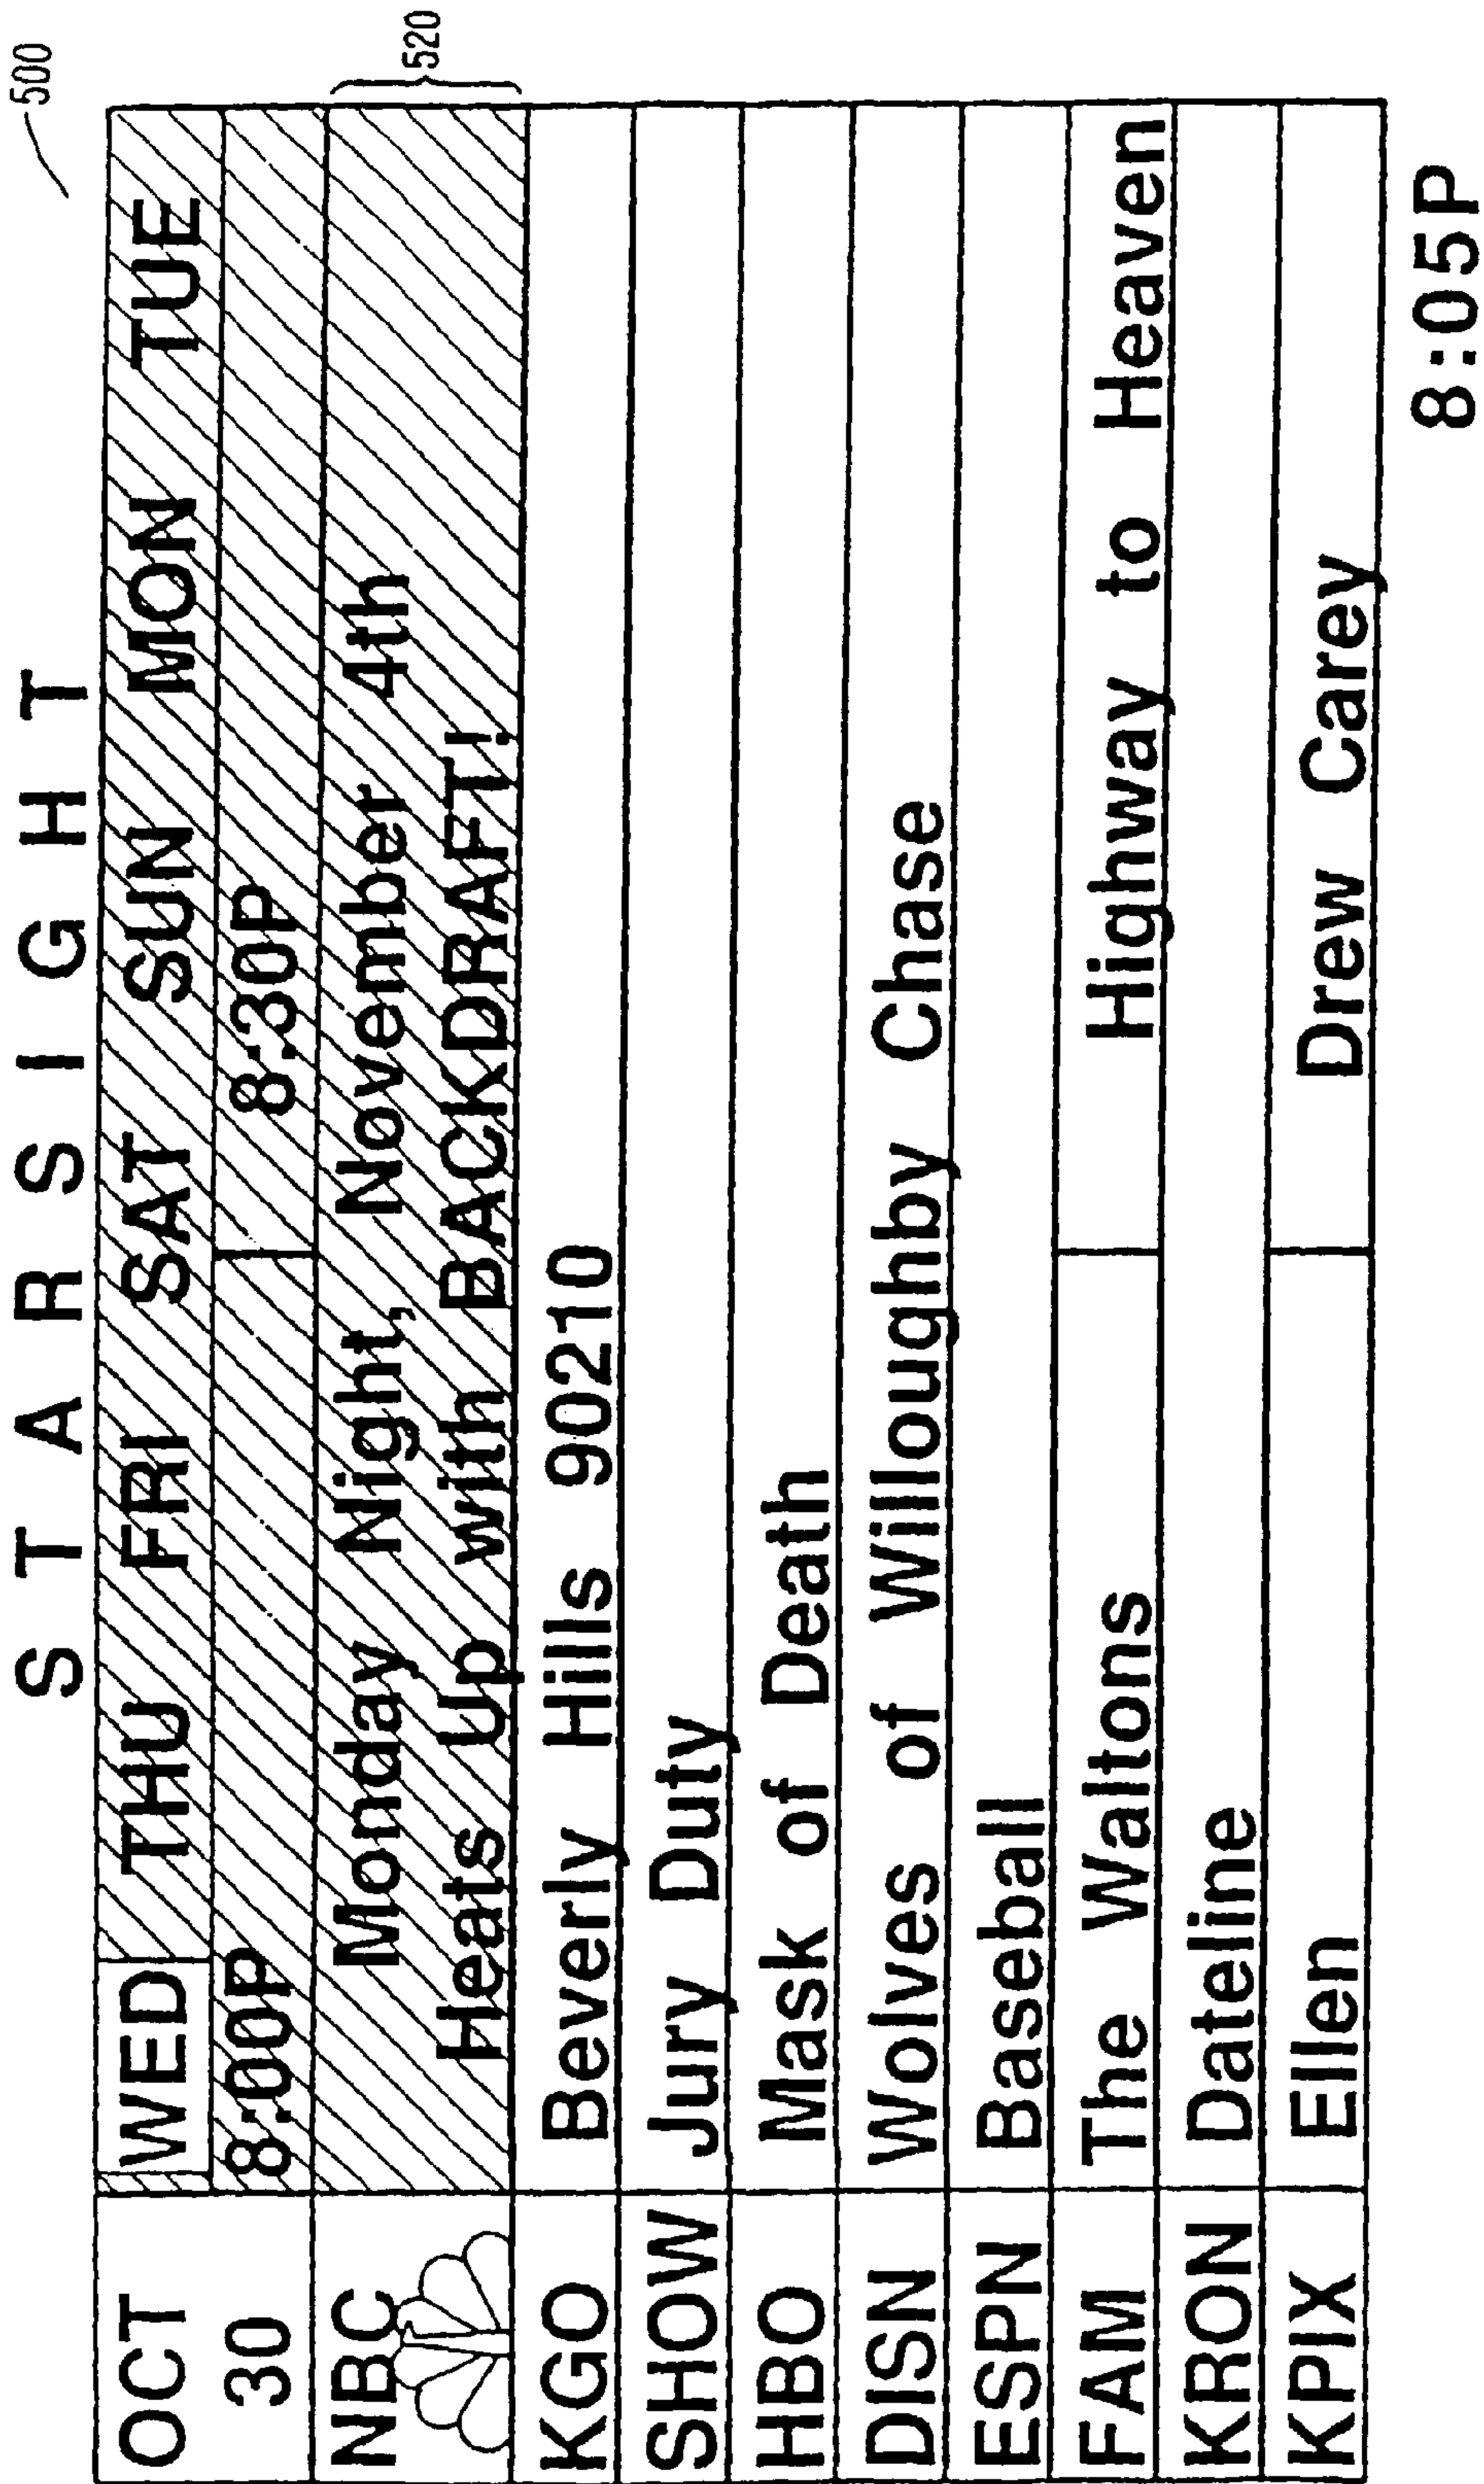 500
S T A R S I G H T
OCT WED THU FRI SAT SUN MON TUE
30 8:00P 8:30P
NBC Monday Night, November 4th
Heats Up with BACKDRAFT!
520
KGO Beverly Hills 90210
SHOW Jury Duty
HBO Mask of Death
DISN Wolves of Willoughby Chase
ESPN Baseball
FAM The Waltons Highway to Heaven
KRON Dateline
KPIX Ellen Drew Carey
8:05P